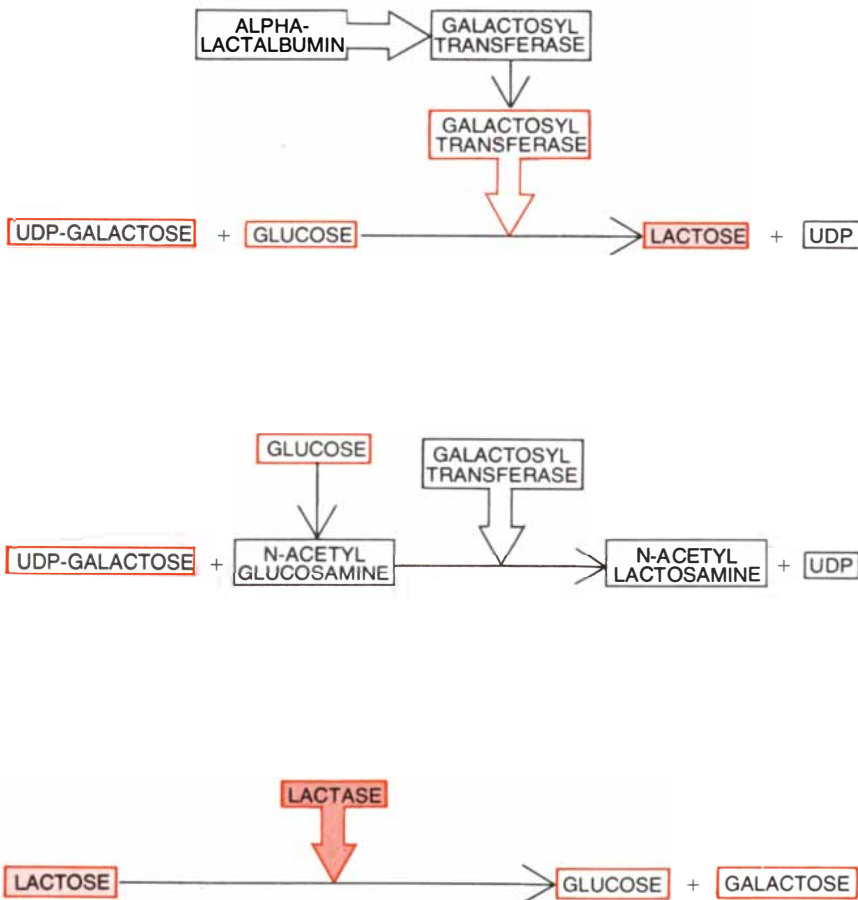 ALPHA-
LACTALBUMIN
GALACTOSYL
TRANSFERASE
GALACTOSYL
TRANSFERASE
UDP-GALACTOSE + GLUCOSE LACTOSE + UDP
GLUCOSE
GALACTOSYL
TRANSFERASE
UDP-GALACTOSE +
N-ACETYL
GLUCOSAMINE
N-ACETYL
LACTOSAMINE
+ UDP
LACTASE
LACTOSE GLUCOSE + GALACTOSE